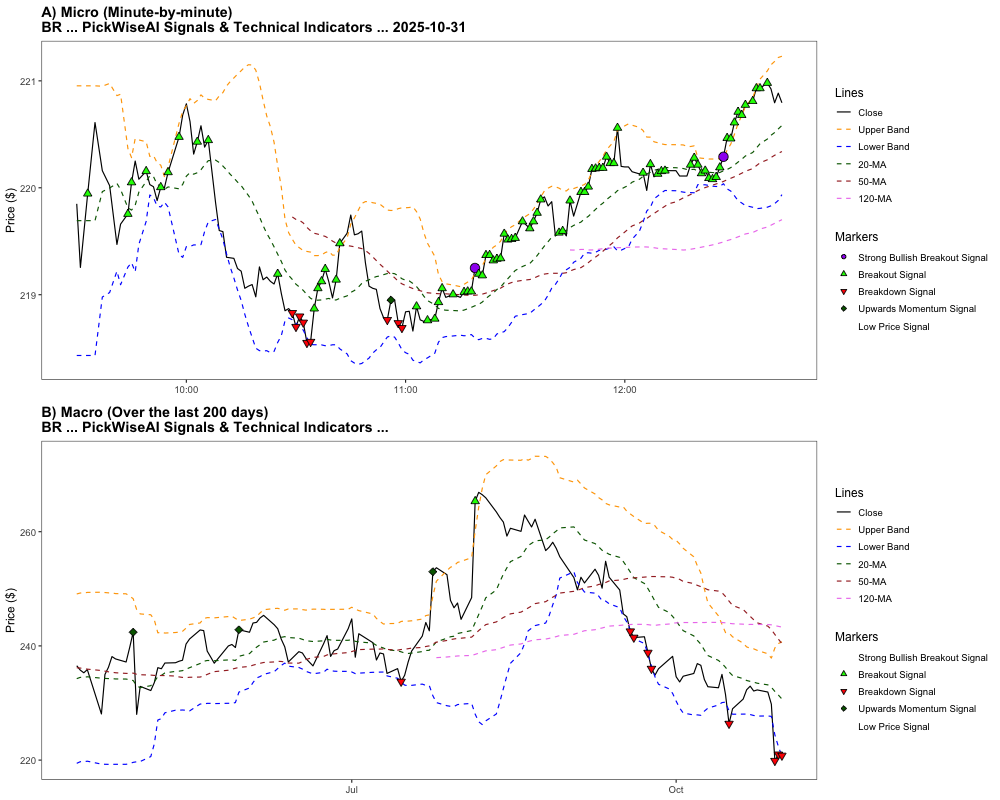 A) Micro (Minute-by-minute)
BR ... PickWiseAI Signals & Technical Indicators ... 2025-10-31
221
220
219
Price ($)
10:00
11:00
12:00
Lines
Close
Upper Band
Lower Band
20-MA
50-MA
120-MA
Markers
Strong Bullish Breakout Signal
Breakout Signal
Breakdown Signal
Upwards Momentum Signal
Low Price Signal
B) Macro (Over the last 200 days)
BR ... PickWiseAI Signals & Technical Indicators ...
260
240
220
Price ($)
Jul
Oct
Lines
Close
Upper Band
Lower Band
20-MA
50-MA
120-MA
Markers
Strong Bullish Breakout Signal
Breakout Signal
Breakdown Signal
Upwards Momentum Signal
Low Price Signal